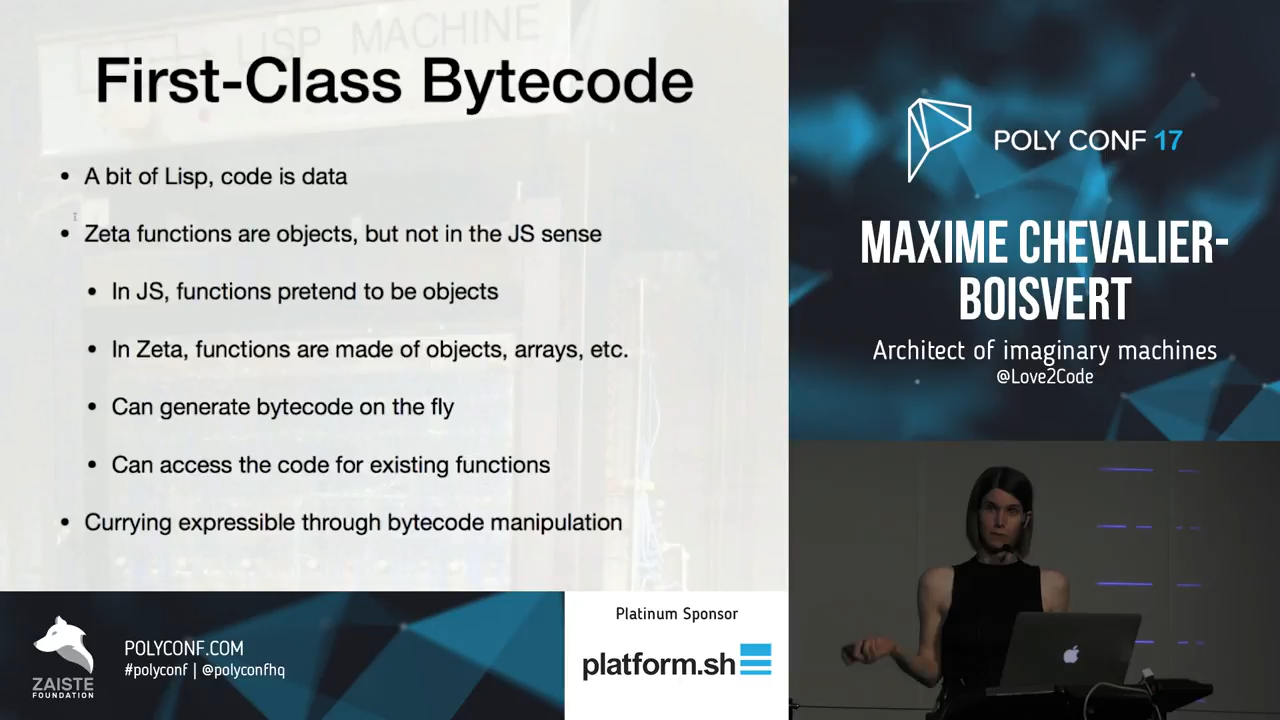 LISP MACHINE
First-Class Bytecode
• A bit of Lisp, code is data
• Zeta functions are objects, but not in the JS sense
• In JS, functions pretend to be objects
• In Zeta, functions are made of objects, arrays, etc.
• Can generate bytecode on the fly
• Can access the code for existing functions
• Currying expressible through bytecode manipulation
POLY CONF 17
MAXIME CHEVALIER-
BOISVERT
Architect of imaginary machines
@Love2Code
ZAISTE
FOUNDATION
POLYCONF.COM
#polyconf | @polyconfhq
Platinum Sponsor
platform.sh